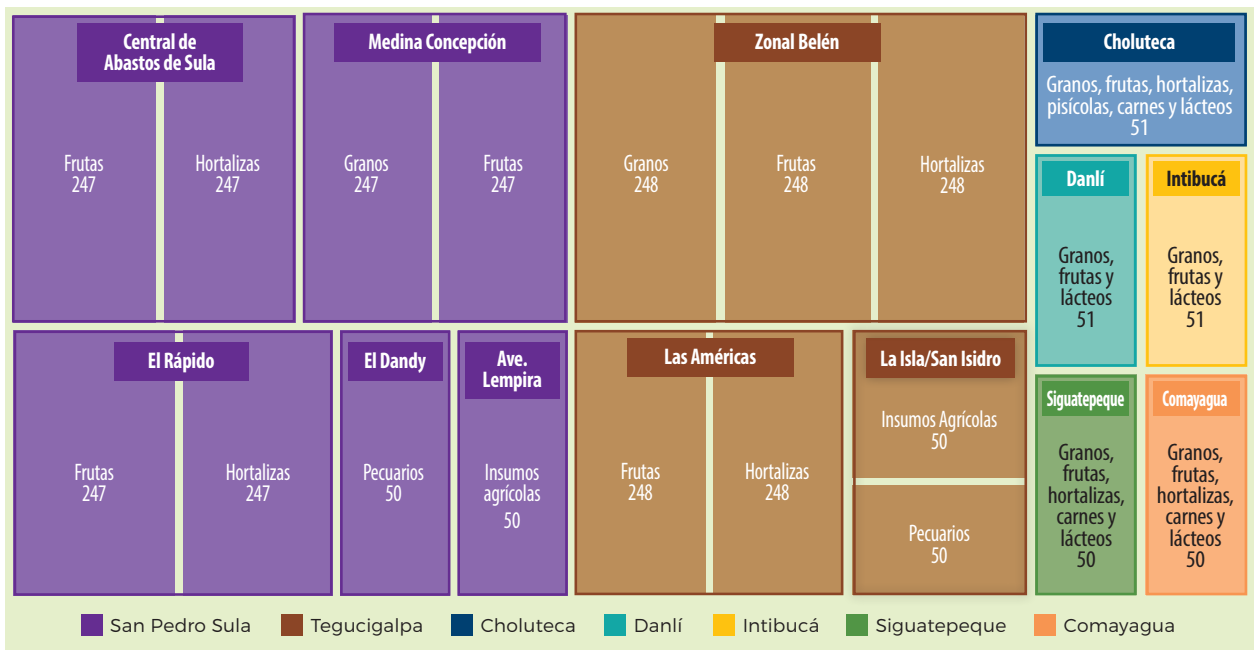 Central de
Abastos de Sula
Frutas
247
Hortalizas
247
Medina Concepción
Granos
247
Frutas
247
Zonal Belén
Granos
248
Frutas
248
Hortalizas
248
Choluteca
Granos, frutas, hortalizas,
pisícolas, carnes y lácteos
51
Danlí
Granos,
frutas y
lácteos
51
Intibucá
Granos,
frutas y
lácteos
51
El Rápido
Frutas
247
Hortalizas
247
El Dandy
Pecuarios
50
Ave.
Lempira
Insumos
agrícolas
50
Las Américas
Frutas
248
Hortalizas
248
La Isla/San Isidro
Insumos Agrícolas
50
Pecuarios
50
Siguatepeque
Granos,
frutas,
hortalizas,
carnes y
lácteos
50
Comayagua
Granos,
frutas,
hortalizas,
carnes y
lácteos
50
San Pedro Sula
Tegucigalpa
Choluteca
Danlí
Intibucá
Siguatepeque
Comayagua